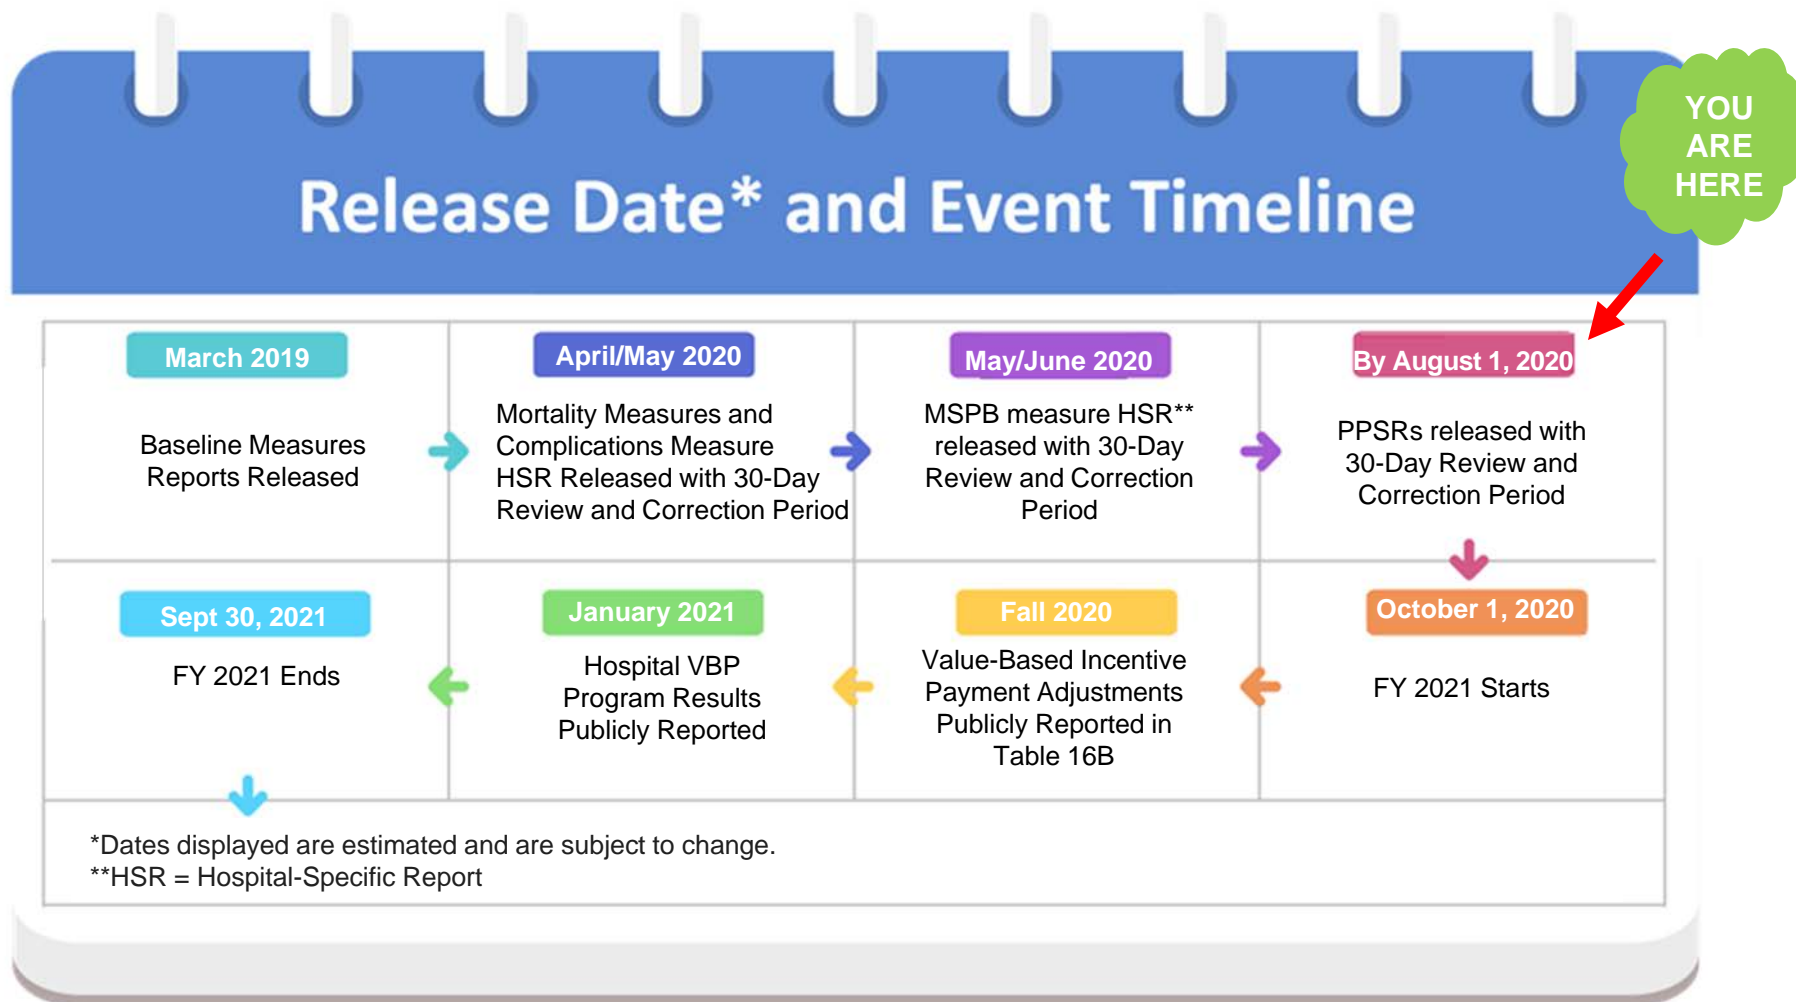 YOU
ARE
HERE
Release Date* and Event Timeline
March 2019
Baseline Measures
Reports Released
April/May 2020
Mortality Measures and
Complications Measure
HSR Released with 30-Day
Review and Correction Period
May/June 2020
MSPB measure HSR**
released with 30-Day
Review and Correction
Period
By August 1, 2020
PPSRs released with
30-Day Review and
Correction Period
October 1, 2020
FY 2021 Starts
Fall 2020
Value-Based Incentive
Payment Adjustments
Publicly Reported in
Table 16B
January 2021
Hospital VBP
Program Results
Publicly Reported
Sept 30, 2021
FY 2021 Ends
*Dates displayed are estimated and are subject to change.
**HSR = Hospital-Specific Report